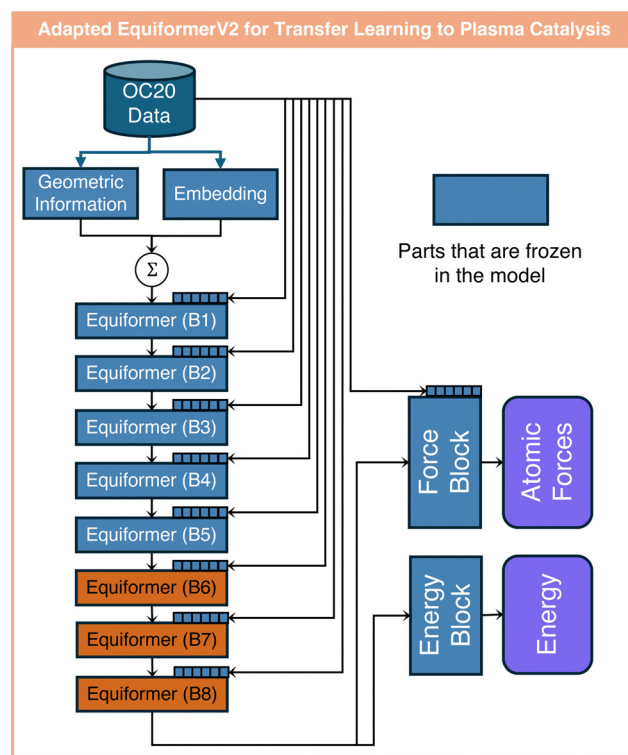 Adapted EquiformerV2 for Transfer Learning to Plasma Catalysis
OC20
Data
Geometric
Information
Embedding
Σ
Parts that are frozen
in the model
Equiformer (B1)
Equiformer (B2)
Equiformer (B3)
Equiformer (B4)
Equiformer (B5)
Equiformer (B6)
Equiformer (B7)
Equiformer (B8)
Force
Block
Atomic
Forces
Energy
Block
Energy